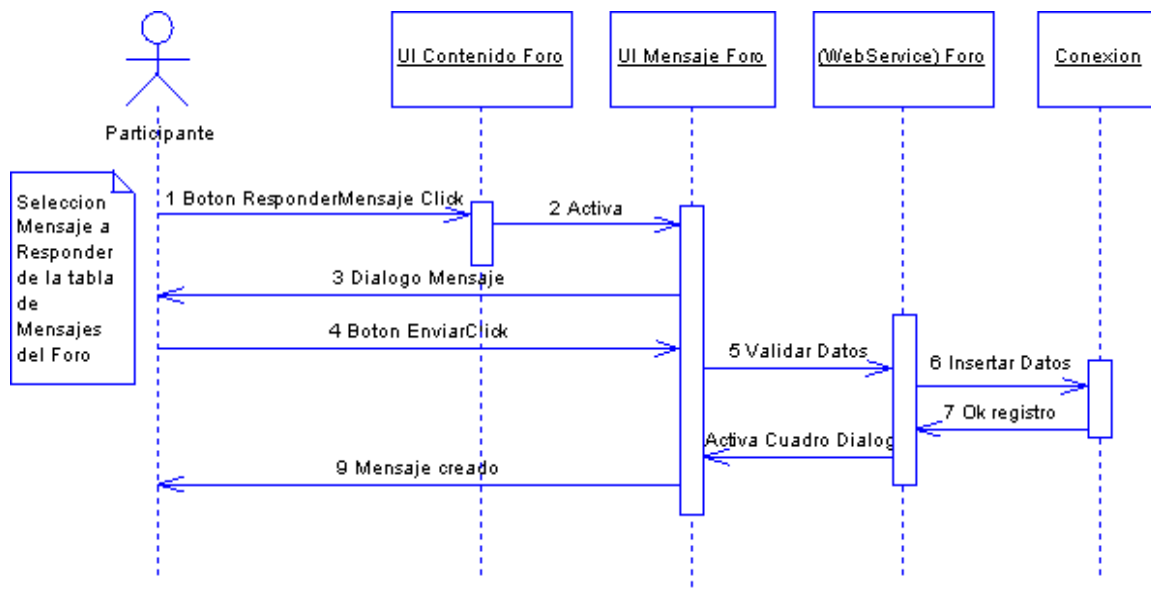 UI Contenido Foro
UI Mensaje Foro
(WebService) Foro
Conexion
Participante
Seleccion
Mensaje a
Responder
de la tabla
de
Mensajes
del Foro
1 Boton ResponderMensaje Click
2 Activa
3 Dialogo Mensaje
4 Boton EnviarClick
5 Validar Datos
6 Insertar Datos
7 Ok registro
Activa Cuadro Dialog
9 Mensaje creado